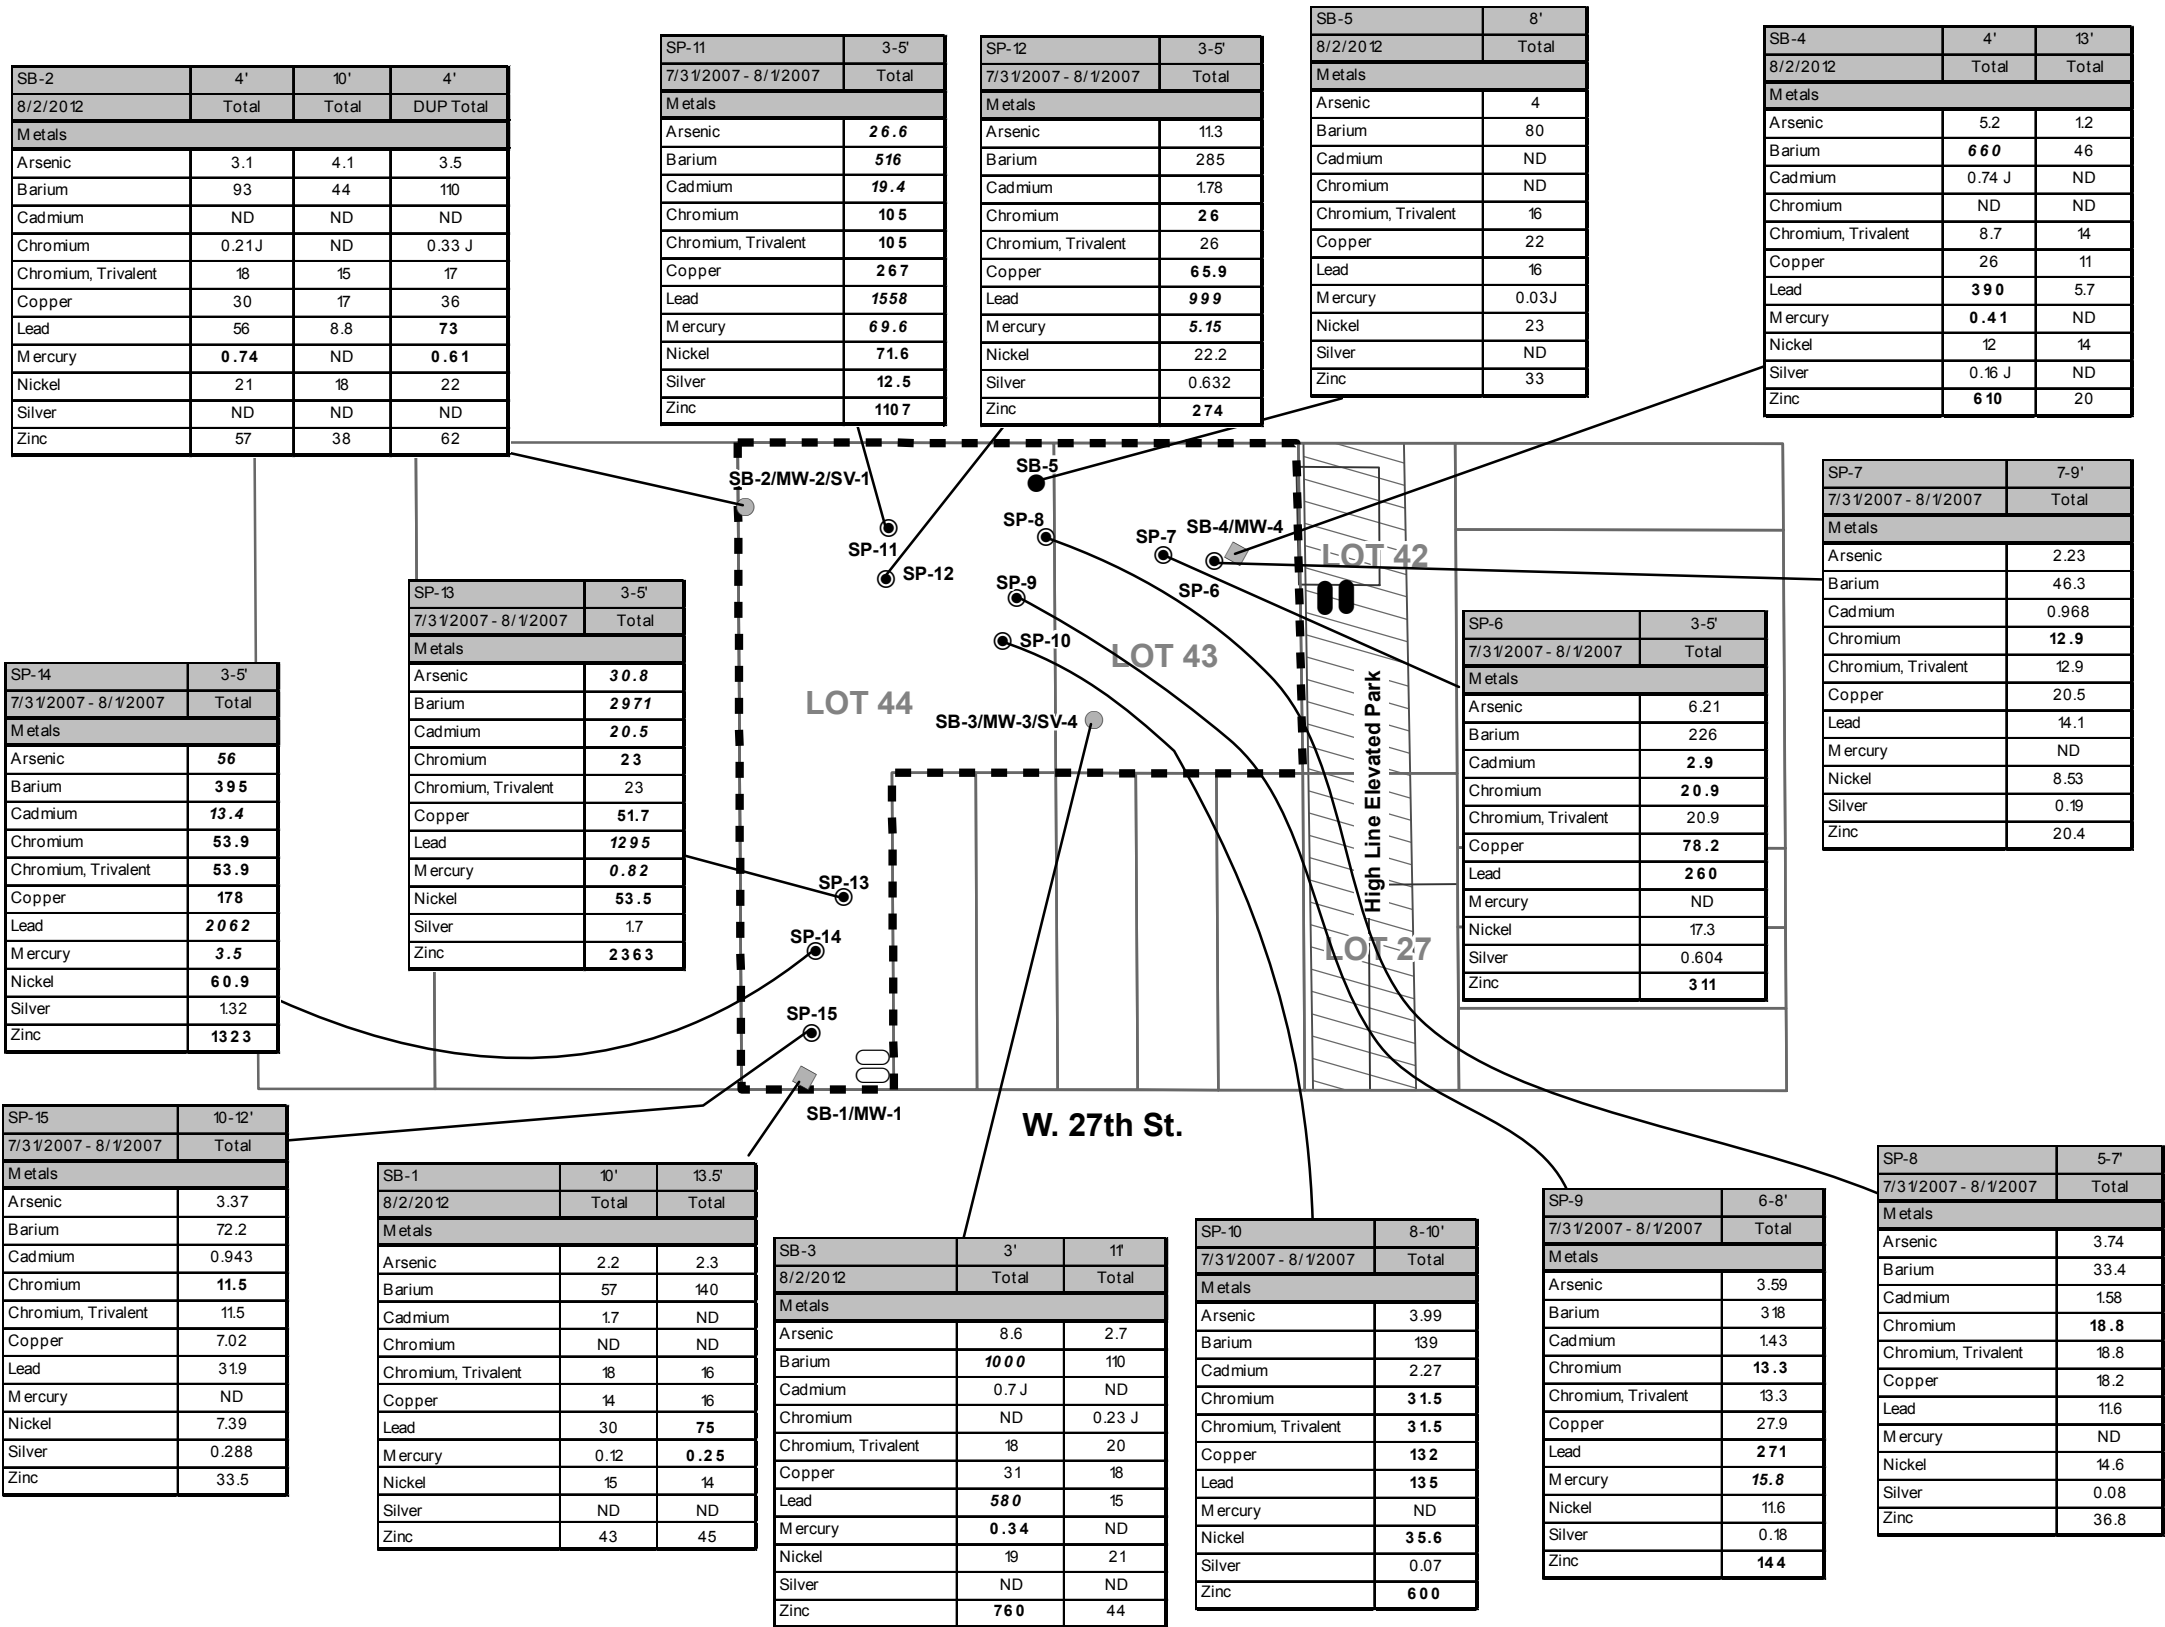 SB-2 4' 10' 4'
8/2/2012 Total Total DUP Total
Metals
Arsenic 3.1 4.1 3.5
Barium 93 44 110
Cadmium ND ND ND
Chromium 0.21 J ND 0.33 J
Chromium, Trivalent 18 15 17
Copper 30 17 36
Lead 56 8.8 73
Mercury 0.74 ND 0.61
Nickel 21 18 22
Silver ND ND ND
Zinc 57 38 62
SP-11 3-5'
7/31/2007 - 8/1/2007 Total
Metals
Arsenic 26.6
Barium 516
Cadmium 19.4
Chromium 105
Chromium, Trivalent 105
Copper 267
Lead 1558
Mercury 69.6
Nickel 71.6
Silver 12.5
Zinc 1107
SP-12 3-5'
7/31/2007 - 8/1/2007 Total
Metals
Arsenic 11.3
Barium 285
Cadmium 1.78
Chromium 26
Chromium, Trivalent 26
Copper 65.9
Lead 999
Mercury 5.15
Nickel 22.2
Silver 0.632
Zinc 274
SB-5 8'
8/2/2012 Total
Metals
Arsenic 4
Barium 80
Cadmium ND
Chromium ND
Chromium, Trivalent 16
Copper 22
Lead 16
Mercury 0.03J
Nickel 23
Silver ND
Zinc 33
SB-4 4' 13'
8/2/2012 Total Total
Metals
Arsenic 5.2 1.2
Barium 660 46
Cadmium 0.74 J ND
Chromium ND ND
Chromium, Trivalent 8.7 14
Copper 26 11
Lead 390 5.7
Mercury 0.41 ND
Nickel 12 14
Silver 0.16 J ND
Zinc 610 20
SB-2/MW-2/SV-1
SB-5
SP-8
SP-7
SB-4/MW-4
SP-11
SP-12
SP-9
SP-6
SP-10
LOT 42
LOT 43
LOT 44
SB-3/MW-3/SV-4
High Line Elevated Park
LOT 27
SP-13
SP-14
SP-15
SB-1/MW-1
W. 27th St.
SP-7 7-9'
7/31/2007 - 8/1/2007 Total
Metals
Arsenic 2.23
Barium 46.3
Cadmium 0.968
Chromium 12.9
Chromium, Trivalent 12.9
Copper 20.5
Lead 14.1
Mercury ND
Nickel 8.53
Silver 0.19
Zinc 20.4
SP-13 3-5'
7/31/2007 - 8/1/2007 Total
Metals
Arsenic 30.8
Barium 2971
Cadmium 20.5
Chromium 23
Chromium, Trivalent 23
Copper 51.7
Lead 1295
Mercury 0.82
Nickel 53.5
Silver 1.7
Zinc 2363
SP-6 3-5'
7/31/2007 - 8/1/2007 Total
Metals
Arsenic 6.21
Barium 226
Cadmium 2.9
Chromium 20.9
Chromium, Trivalent 20.9
Copper 78.2
Lead 260
Mercury ND
Nickel 17.3
Silver 0.604
Zinc 311
SP-14 3-5'
7/31/2007 - 8/1/2007 Total
Metals
Arsenic 56
Barium 395
Cadmium 13.4
Chromium 53.9
Chromium, Trivalent 53.9
Copper 178
Lead 2062
Mercury 3.5
Nickel 60.9
Silver 1.32
Zinc 1323
SP-15 10-12'
7/31/2007 - 8/1/2007 Total
Metals
Arsenic 3.37
Barium 72.2
Cadmium 0.943
Chromium 11.5
Chromium, Trivalent 11.5
Copper 7.02
Lead 31.9
Mercury ND
Nickel 7.39
Silver 0.288
Zinc 33.5
SB-1 10' 13.5'
8/2/2012 Total Total
Metals
Arsenic 2.2 2.3
Barium 57 140
Cadmium 1.7 ND
Chromium ND ND
Chromium, Trivalent 18 16
Copper 14 16
Lead 30 75
Mercury 0.12 0.25
Nickel 15 14
Silver ND ND
Zinc 43 45
SB-3 3' 11'
8/2/2012 Total Total
Metals
Arsenic 8.6 2.7
Barium 1000 110
Cadmium 0.7 J ND
Chromium ND 0.23 J
Chromium, Trivalent 18 20
Copper 31 18
Lead 580 15
Mercury 0.34 ND
Nickel 19 21
Silver ND ND
Zinc 760 44
SP-10 8-10'
7/31/2007 - 8/1/2007 Total
Metals
Arsenic 3.99
Barium 139
Cadmium 2.27
Chromium 31.5
Chromium, Trivalent 31.5
Copper 132
Lead 135
Mercury ND
Nickel 35.6
Silver 0.07
Zinc 600
SP-9 6-8'
7/31/2007 - 8/1/2007 Total
Metals
Arsenic 3.59
Barium 318
Cadmium 1.43
Chromium 13.3
Chromium, Trivalent 13.3
Copper 27.9
Lead 271
Mercury 15.8
Nickel 11.6
Silver 0.18
Zinc 144
SP-8 5-7'
7/31/2007 - 8/1/2007 Total
Metals
Arsenic 3.74
Barium 33.4
Cadmium 1.58
Chromium 18.8
Chromium, Trivalent 18.8
Copper 18.2
Lead 11.6
Mercury ND
Nickel 14.6
Silver 0.08
Zinc 36.8